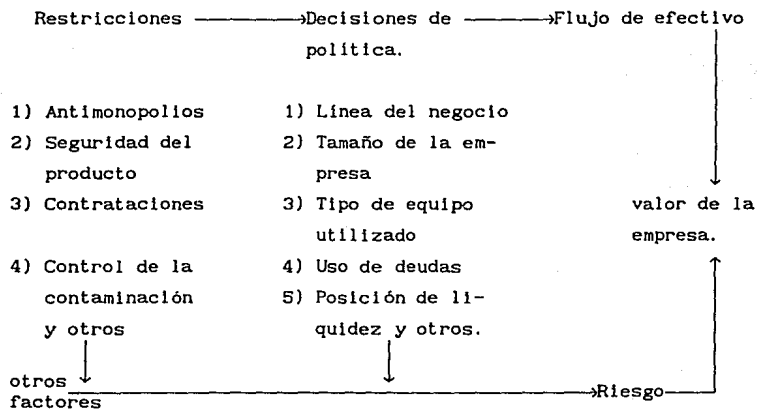 Restricciones → Decisiones de → Flujo de efectivo
política.
1) Antimonopolios
2) Seguridad del
producto
3) Contrataciones
4) Control de la
contaminación
y otros
1) Línea del negocio
2) Tamaño de la em-
presa
3) Tipo de equipo
utilizado
4) Uso de deudas
5) Posición de li-
quidez y otros.
valor de la
empresa.
otros
factores
Riesgo